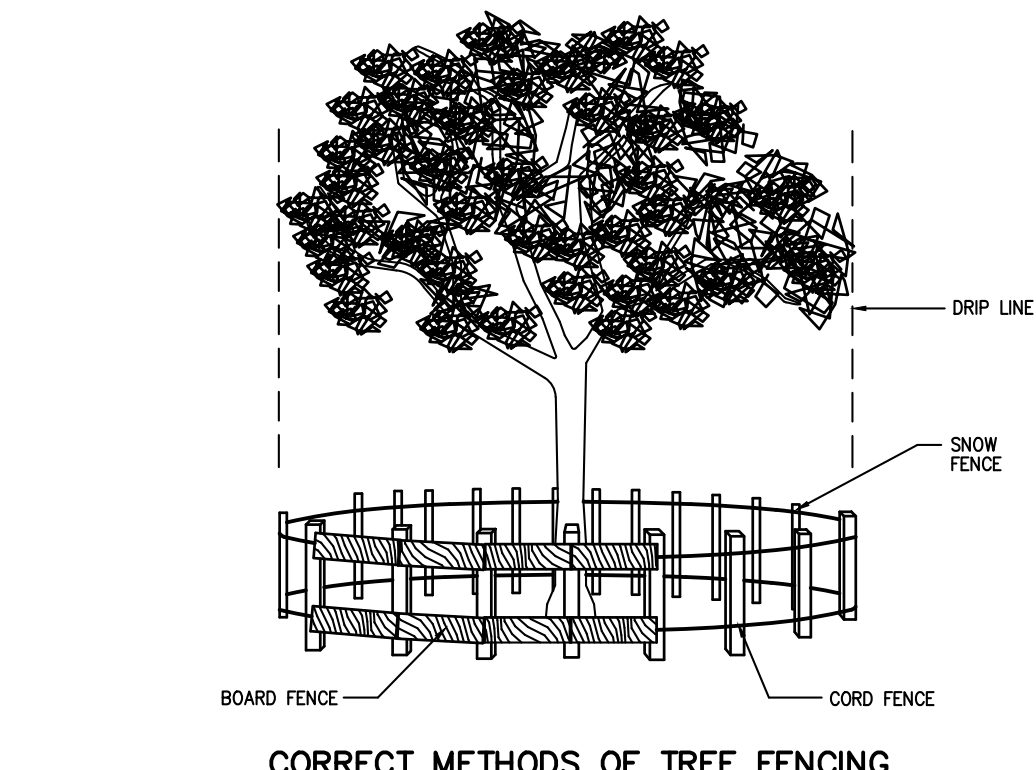 DRIP LINE
SNOW
FENCE
BOARD FENCE
CORD FENCE
CORRECT METHODS OF TREE FENCING